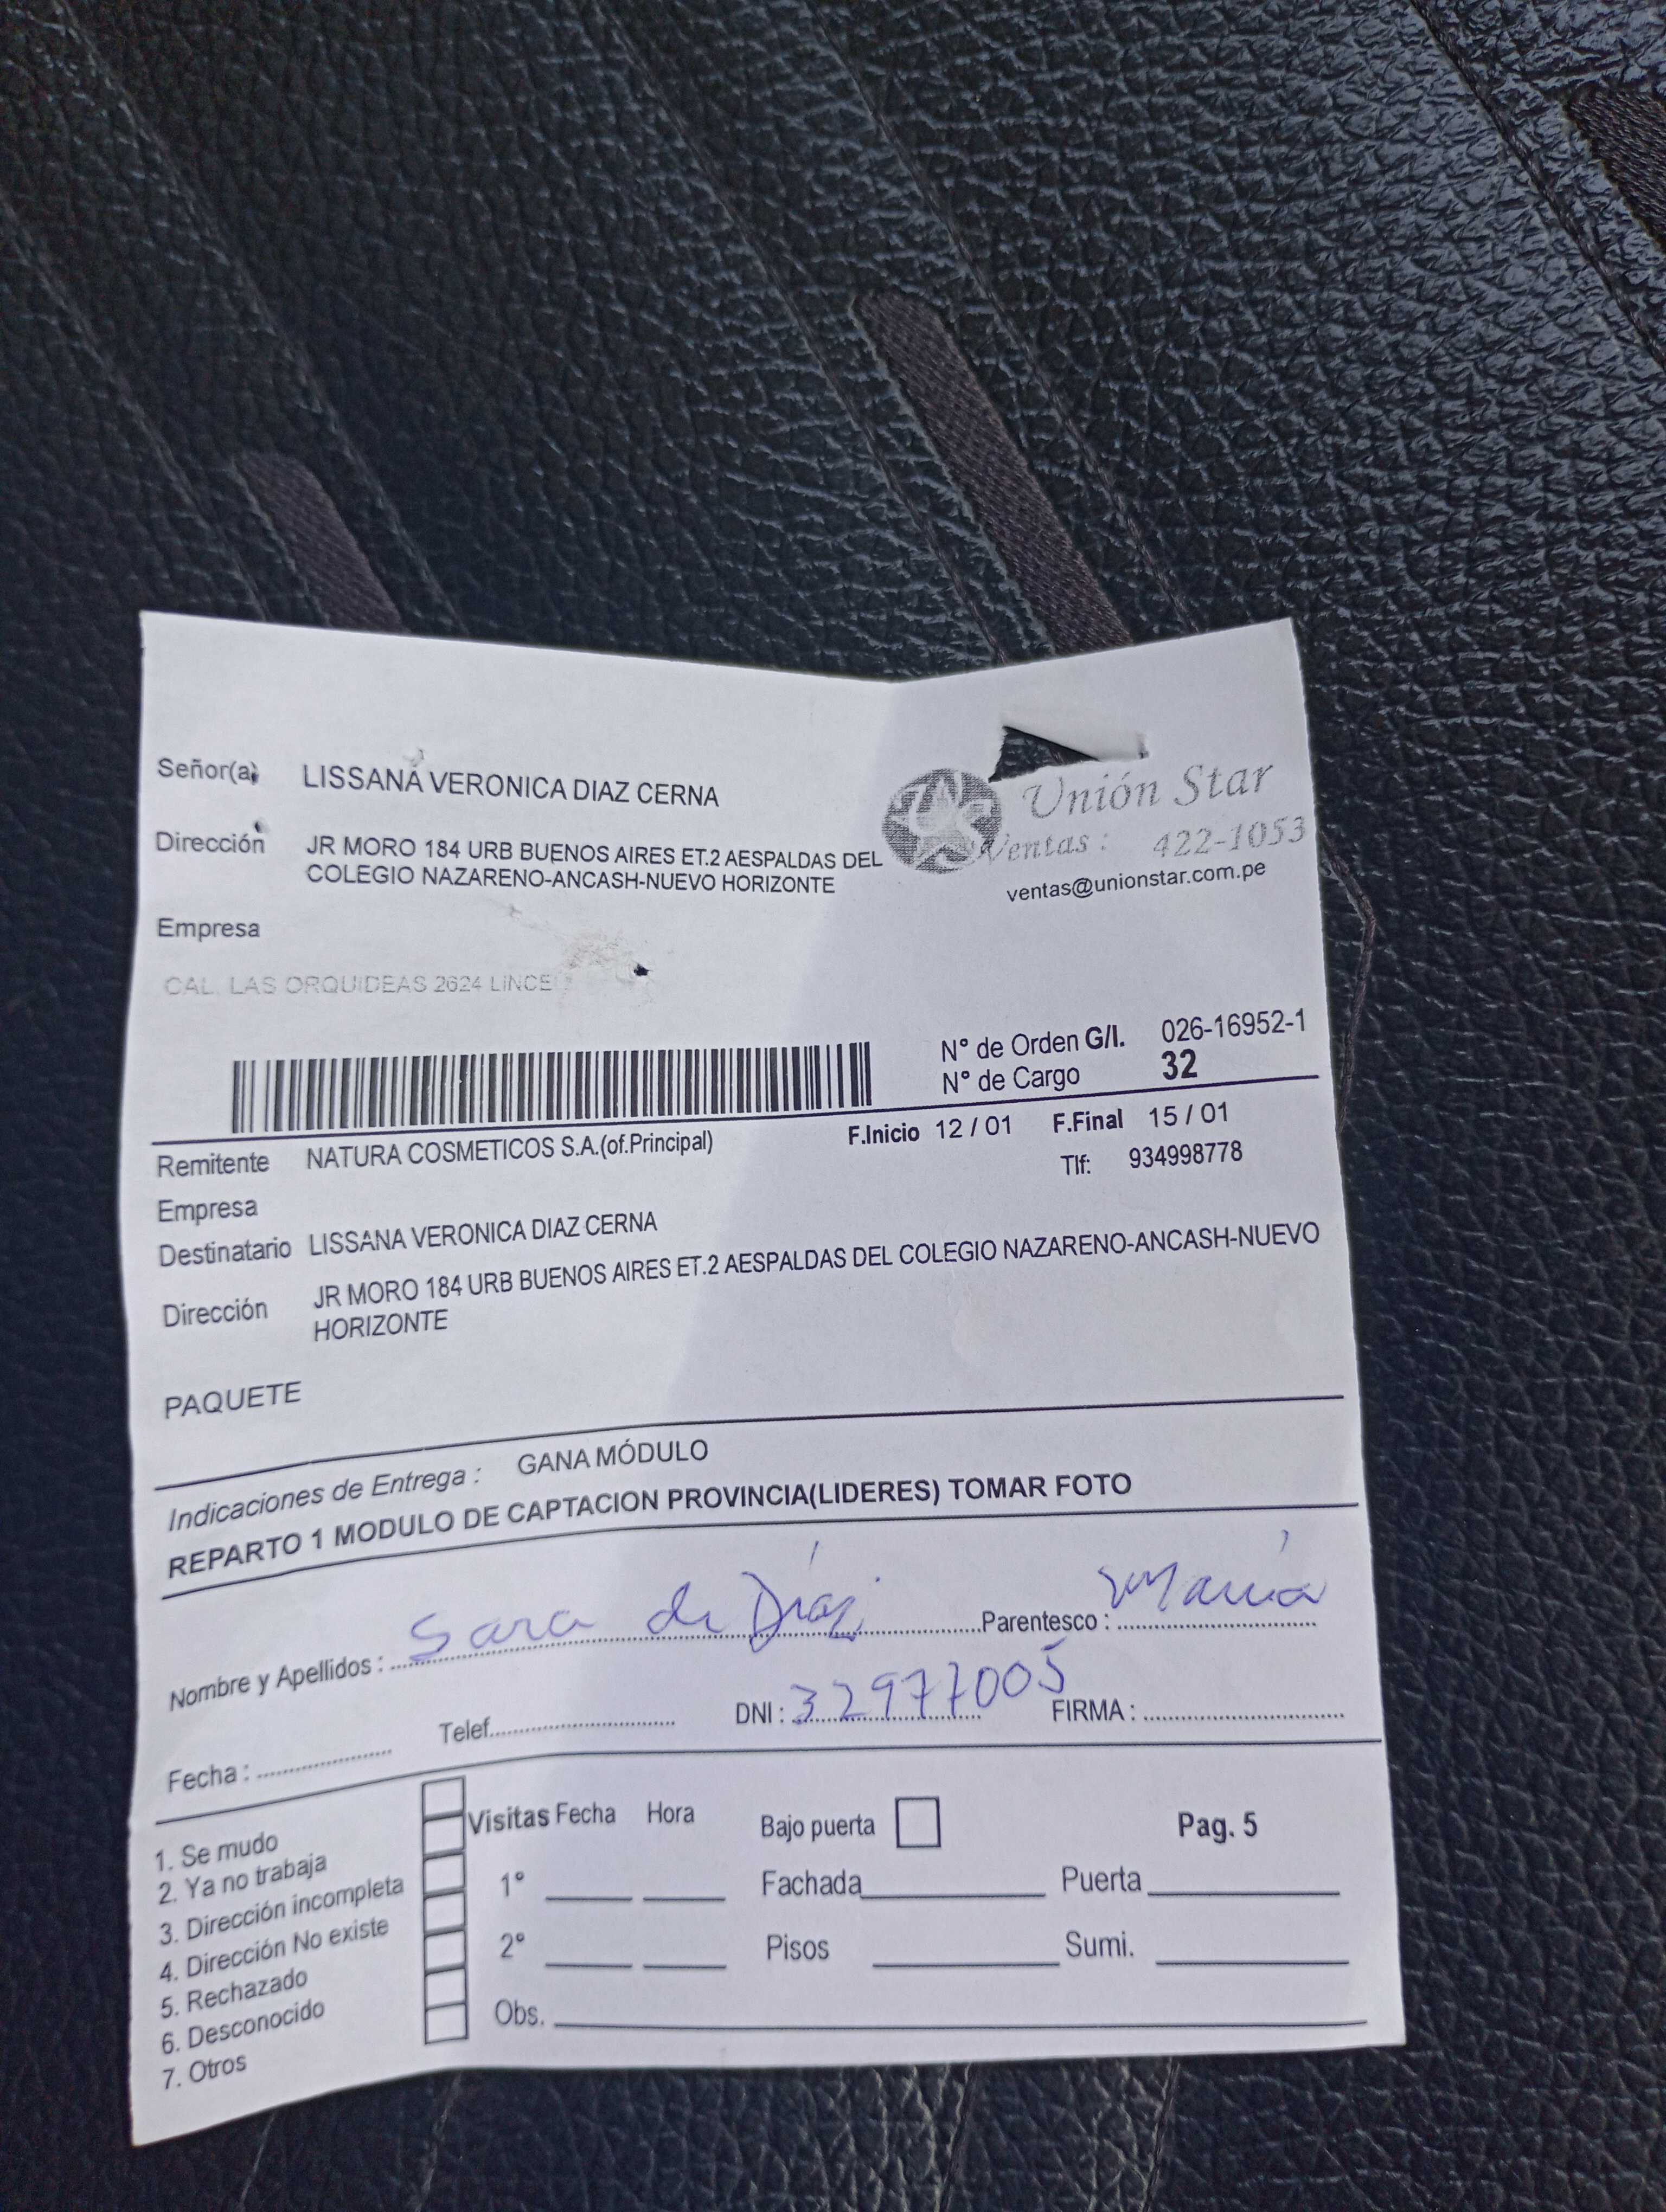 Señor(a) LISSANA VERONICA DIAZ CERNA
Unión Star
Dirección JR MORO 184 URB BUENOS AIRES ET.2 AESPALDAS DEL
COLEGIO NAZARENO-ANCASH-NUEVO HORIZONTE
Ventas : 422-1053
ventas@unionstar.com.pe
Empresa
CAL. LAS ORQUIDEAS 2624 LINCE
N° de Orden G/I. 026-16952-1
N° de Cargo 32
Remitente NATURA COSMETICOS S.A.(of.Principal) F.Inicio 12 / 01 F.Final 15 / 01
Tlf: 934998778
Empresa
Destinatario LISSANA VERONICA DIAZ CERNA
Dirección JR MORO 184 URB BUENOS AIRES ET.2 AESPALDAS DEL COLEGIO NAZARENO-ANCASH-NUEVO
HORIZONTE
PAQUETE
Indicaciones de Entrega : GANA MÓDULO
REPARTO 1 MODULO DE CAPTACION PROVINCIA(LIDERES) TOMAR FOTO
Nombre y Apellidos : Sara de Díaz Parentesco :
Fecha : Telef. DNI : 32977005 FIRMA :
Visitas Fecha Hora Bajo puerta Pag. 5
1. Se mudo
2. Ya no trabaja
3. Dirección incompleta
4. Dirección No existe
5. Rechazado
6. Desconocido
7. Otros
1° Fachada Puerta
2° Pisos Sumi.
Obs.